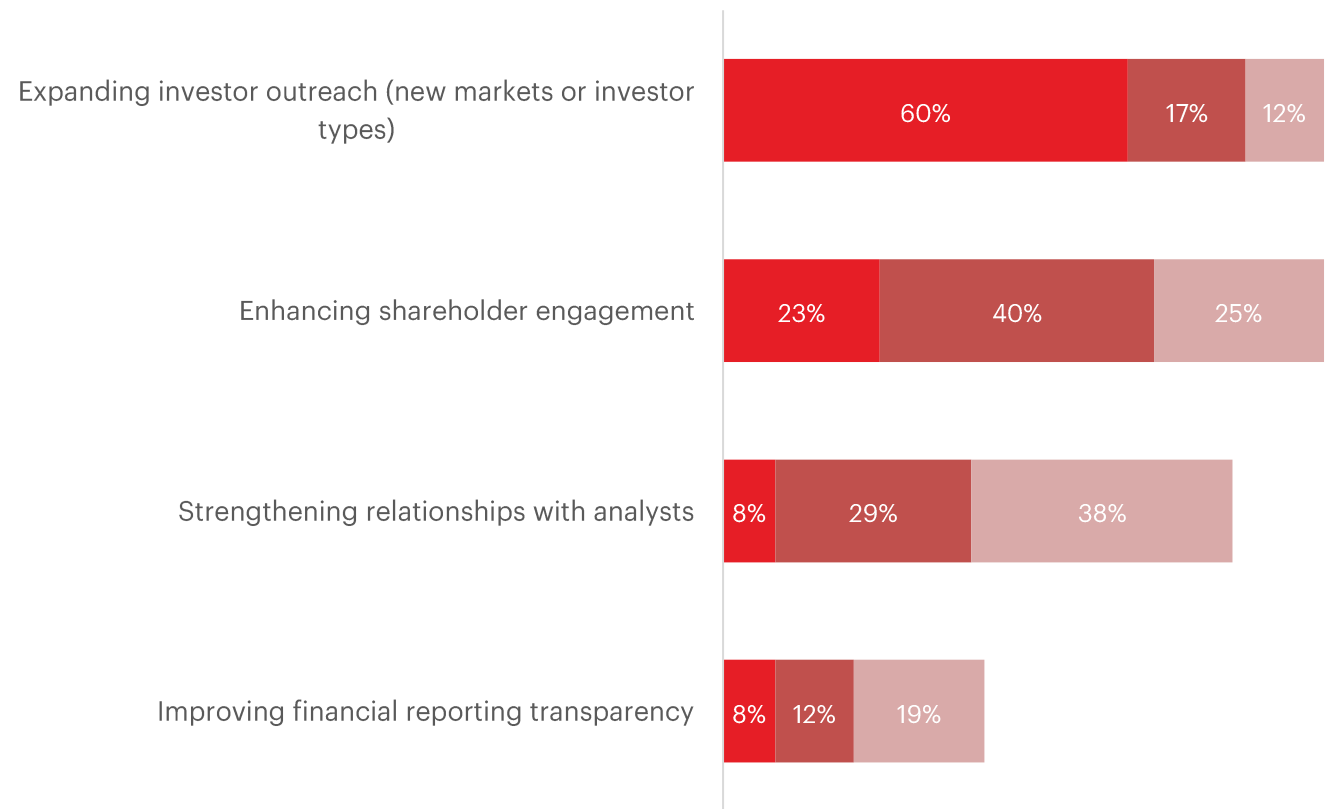 Expanding investor outreach (new markets or investor
types)
60% 17% 12%
Enhancing shareholder engagement
23% 40% 25%
Strengthening relationships with analysts
8% 29% 38%
Improving financial reporting transparency
8% 12% 19%